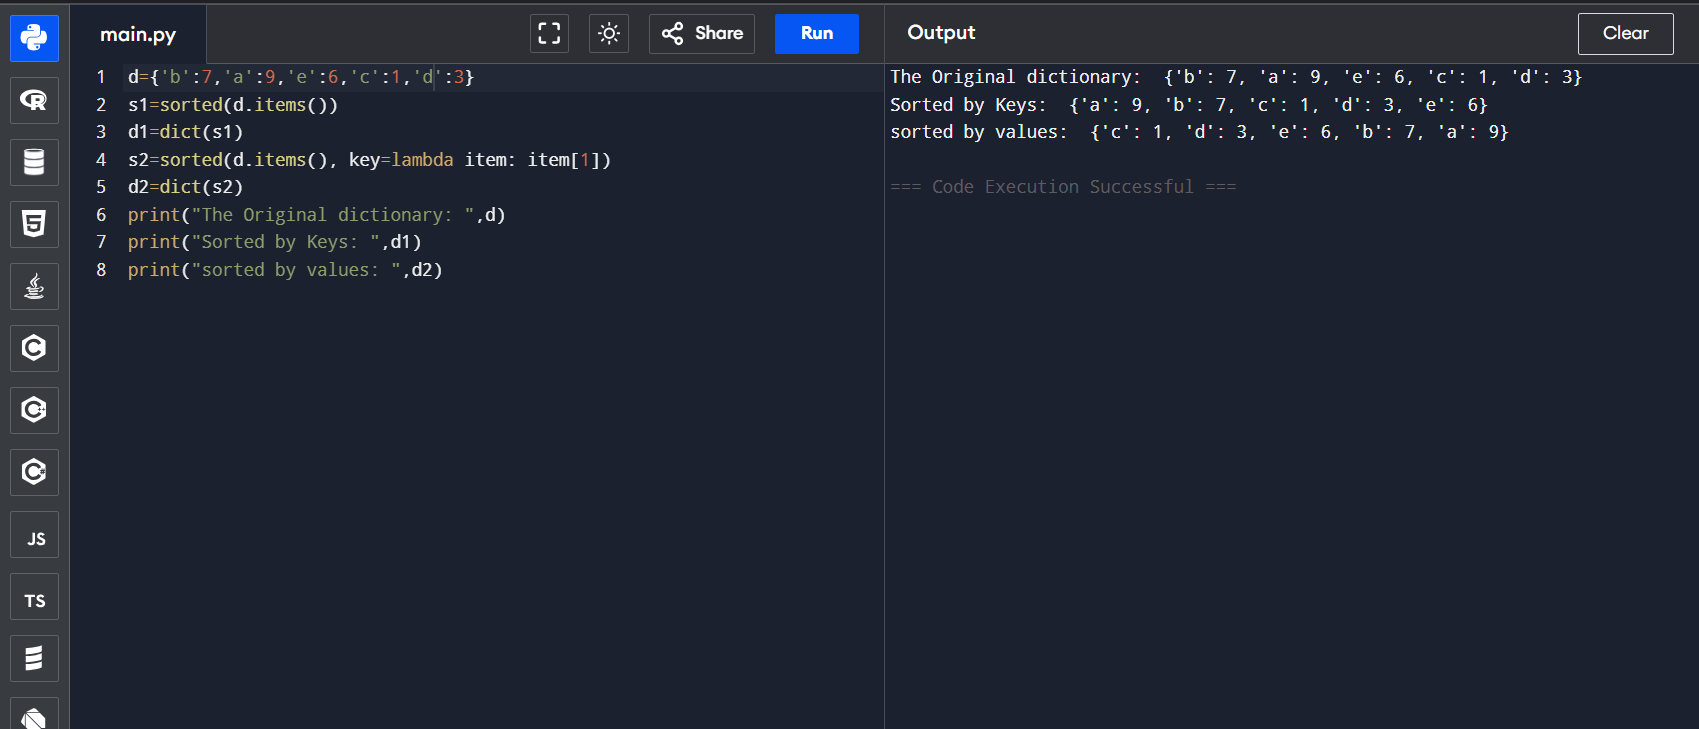 main.py
Share
Run
Output
Clear
1 d={'b':7,'a':9,'e':6,'c':1,'d':3}
2 s1=sorted(d.items())
3 d1=dict(s1)
4 s2=sorted(d.items(), key=lambda item: item[1])
5 d2=dict(s2)
6 print("The Original dictionary: ",d)
7 print("Sorted by Keys: ",d1)
8 print("sorted by values: ",d2)
The Original dictionary:  {'b': 7, 'a': 9, 'e': 6, 'c': 1, 'd': 3}
Sorted by Keys:  {'a': 9, 'b': 7, 'c': 1, 'd': 3, 'e': 6}
sorted by values:  {'c': 1, 'd': 3, 'e': 6, 'b': 7, 'a': 9}
=== Code Execution Successful ===
R
5
C
C++
C#
JS
TS